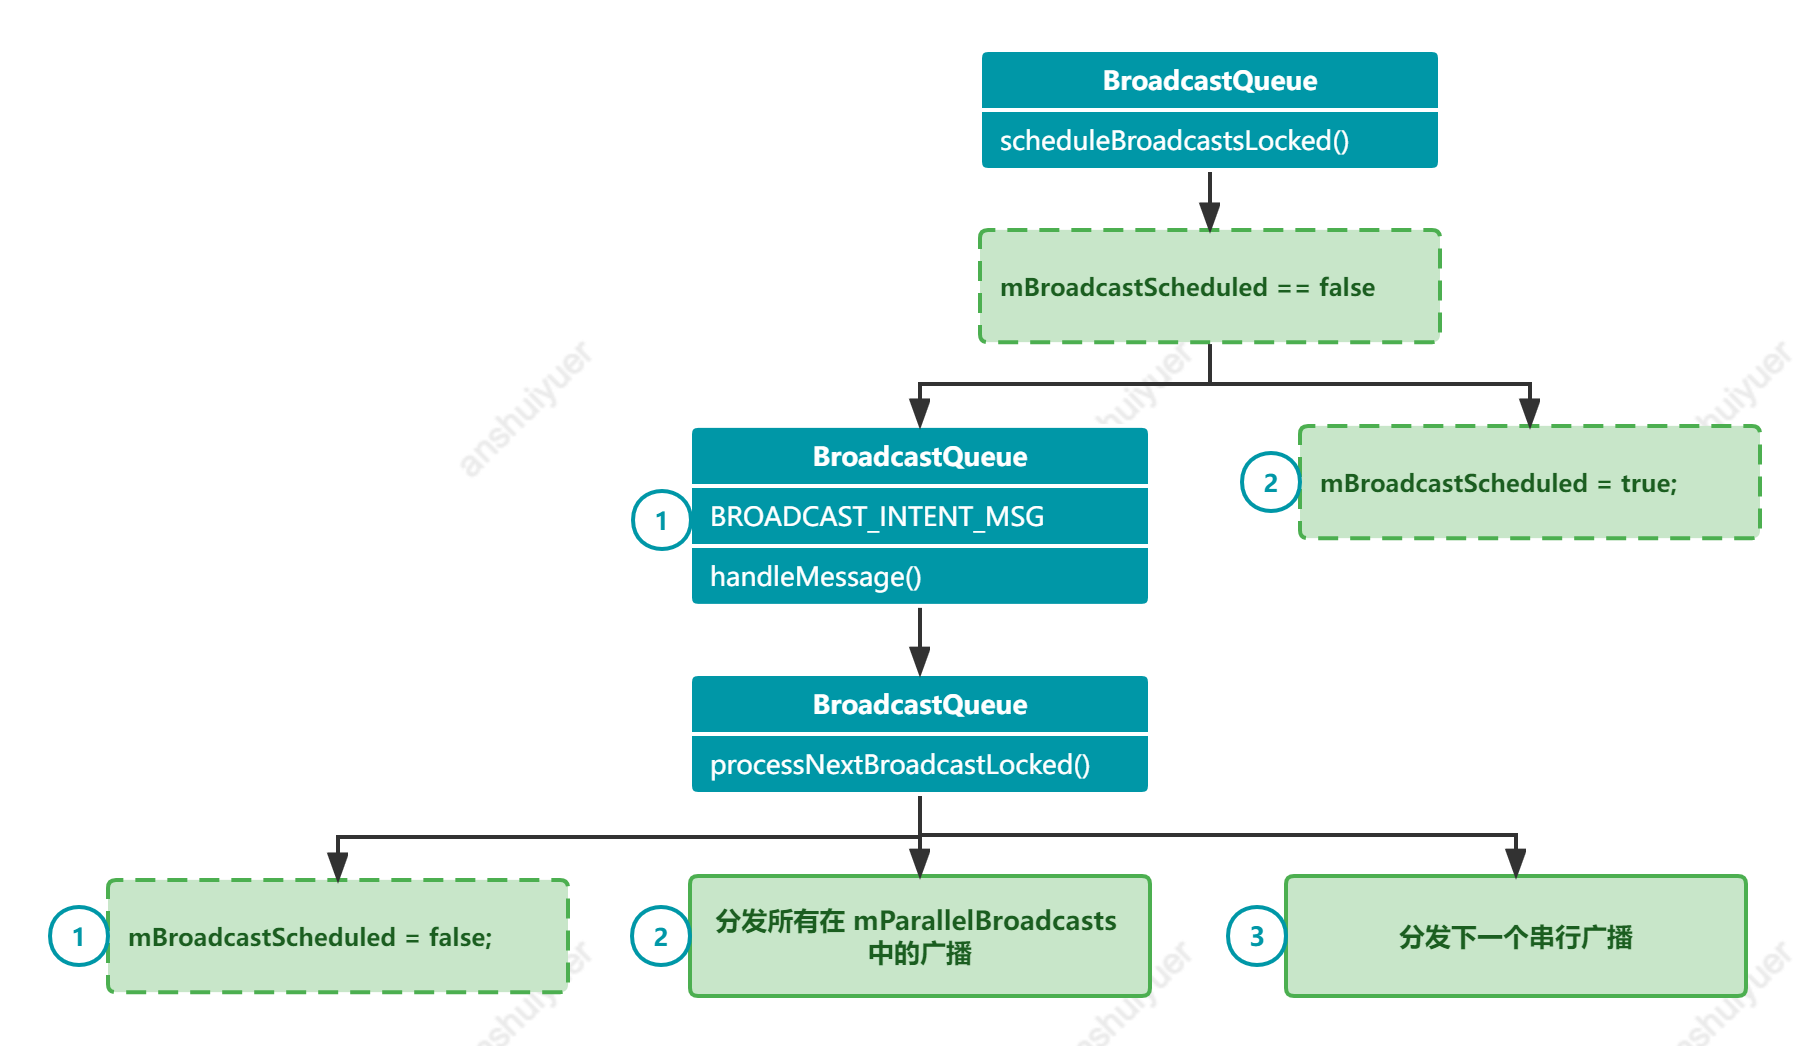 BroadcastQueue
scheduleBroadcastsLocked()
mBroadcastScheduled == false
anshuiyuer
shuiyuer
huiyuer
BroadcastQueue
1
BROADCAST_INTENT_MSG
handleMessage()
2
mBroadcastScheduled = true;
BroadcastQueue
processNextBroadcastLocked()
1
mBroadcastScheduled = false;
2
分发所有在 mParallelBroadcasts
中的广播
3
分发下一个串行广播